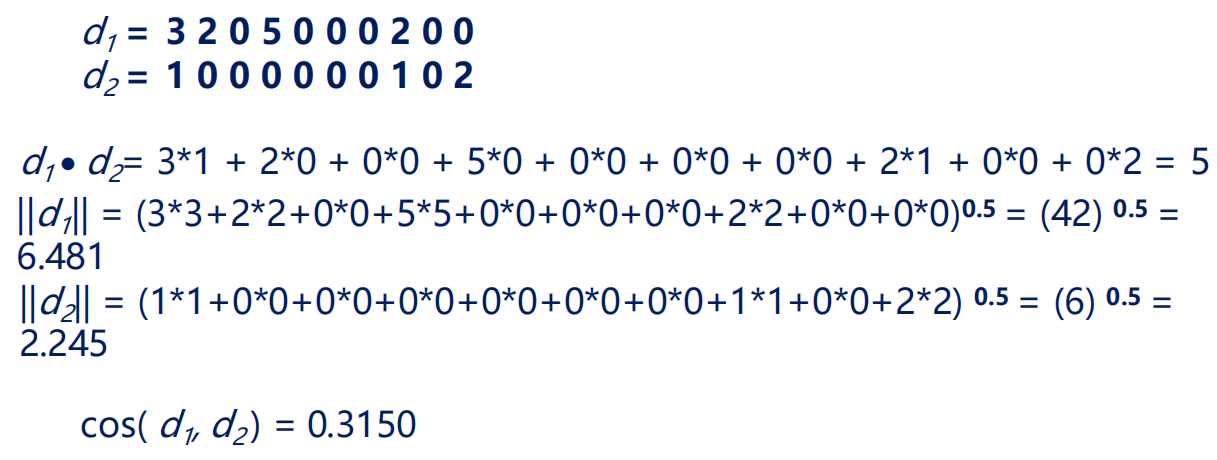 d₁ = 3 2 0 5 0 0 0 2 0 0
d₂ = 1 0 0 0 0 0 0 1 0 2
d₁• d₂= 3*1 + 2*0 + 0*0 + 5*0 + 0*0 + 0*0 + 0*0 + 2*1 + 0*0 + 0*2 = 5
||d₁|| = (3*3+2*2+0*0+5*5+0*0+0*0+0*0+2*2+0*0+0*0)⁰·⁵ = (42) ⁰·⁵ =
6.481
||d₂|| = (1*1+0*0+0*0+0*0+0*0+0*0+0*0+1*1+0*0+2*2) ⁰·⁵ = (6) ⁰·⁵ =
2.245
cos( d₁, d₂) = 0.3150